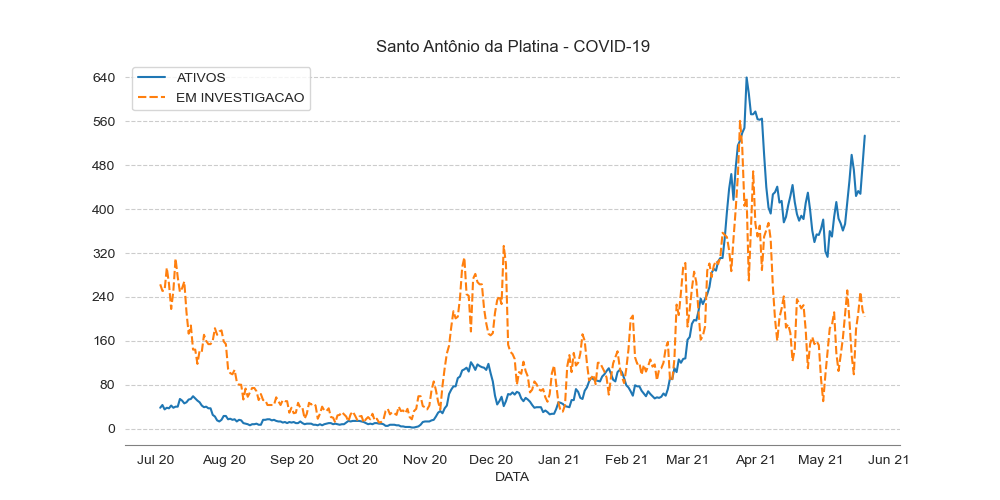 Santo Antônio da Platina - COVID-19
ATIVOS
EM INVESTIGACAO
640
560
480
400
320
240
160
80
0
Jul 20 Aug 20 Sep 20 Oct 20 Nov 20 Dec 20 Jan 21 Feb 21 Mar 21 Apr 21 May 21 Jun 21
DATA